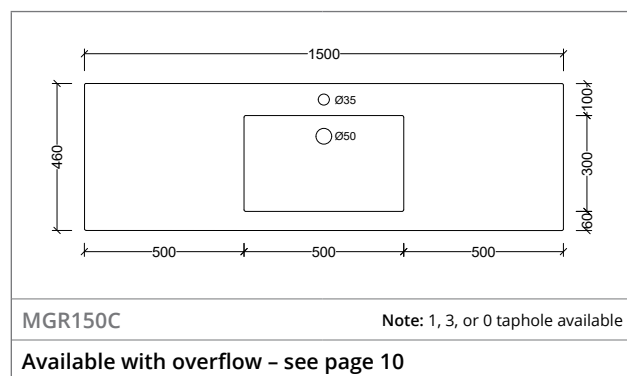 1500
Ø35
100
Ø50
460
300
60
500 500 500
MGR150C
Note: 1, 3, or 0 taphole available
Available with overflow – see page 10